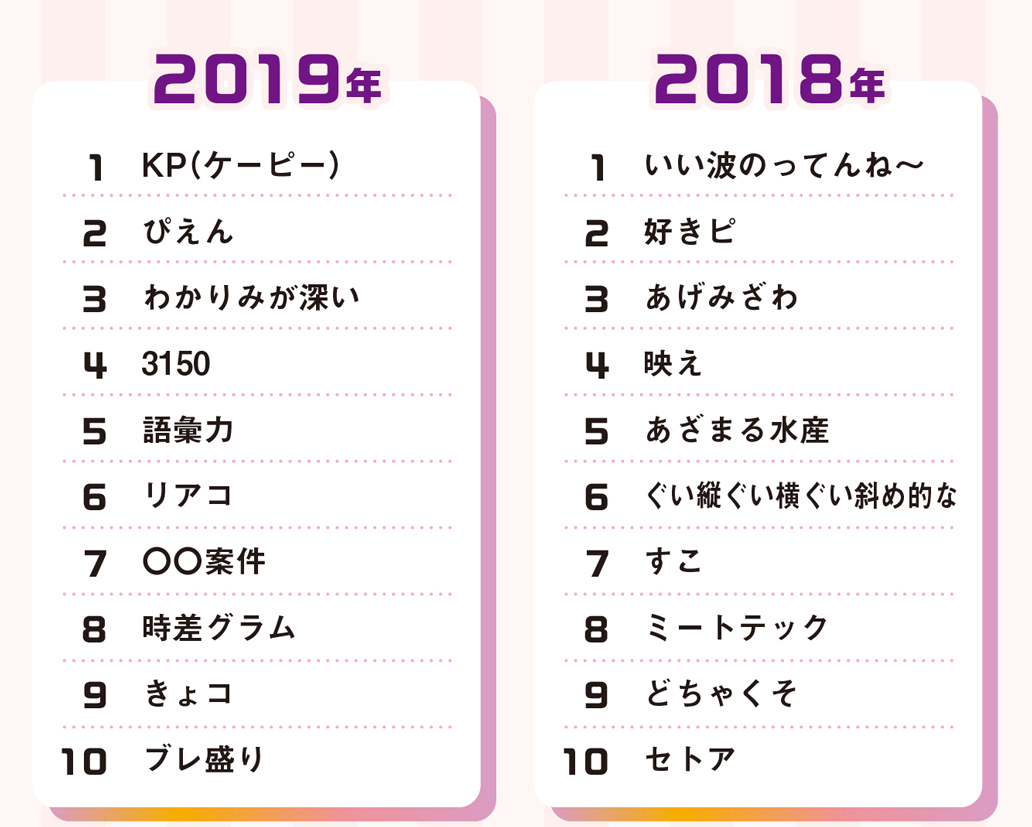 2019年
1 KP(ケーピー)
2 ぴえん
3 わかりみが深い
4 3150
5 語彙力
6 リアコ
7 〇〇案件
8 時差グラム
9 きょコ
10 ブレ盛り
2018年
1 いい波のってんね〜
2 好きピ
3 あげみざわ
4 映え
5 あざまる水産
6 ぐい縦ぐい横ぐい斜め的な
7 すこ
8 ミートテック
9 どちゃくそ
10 セトア